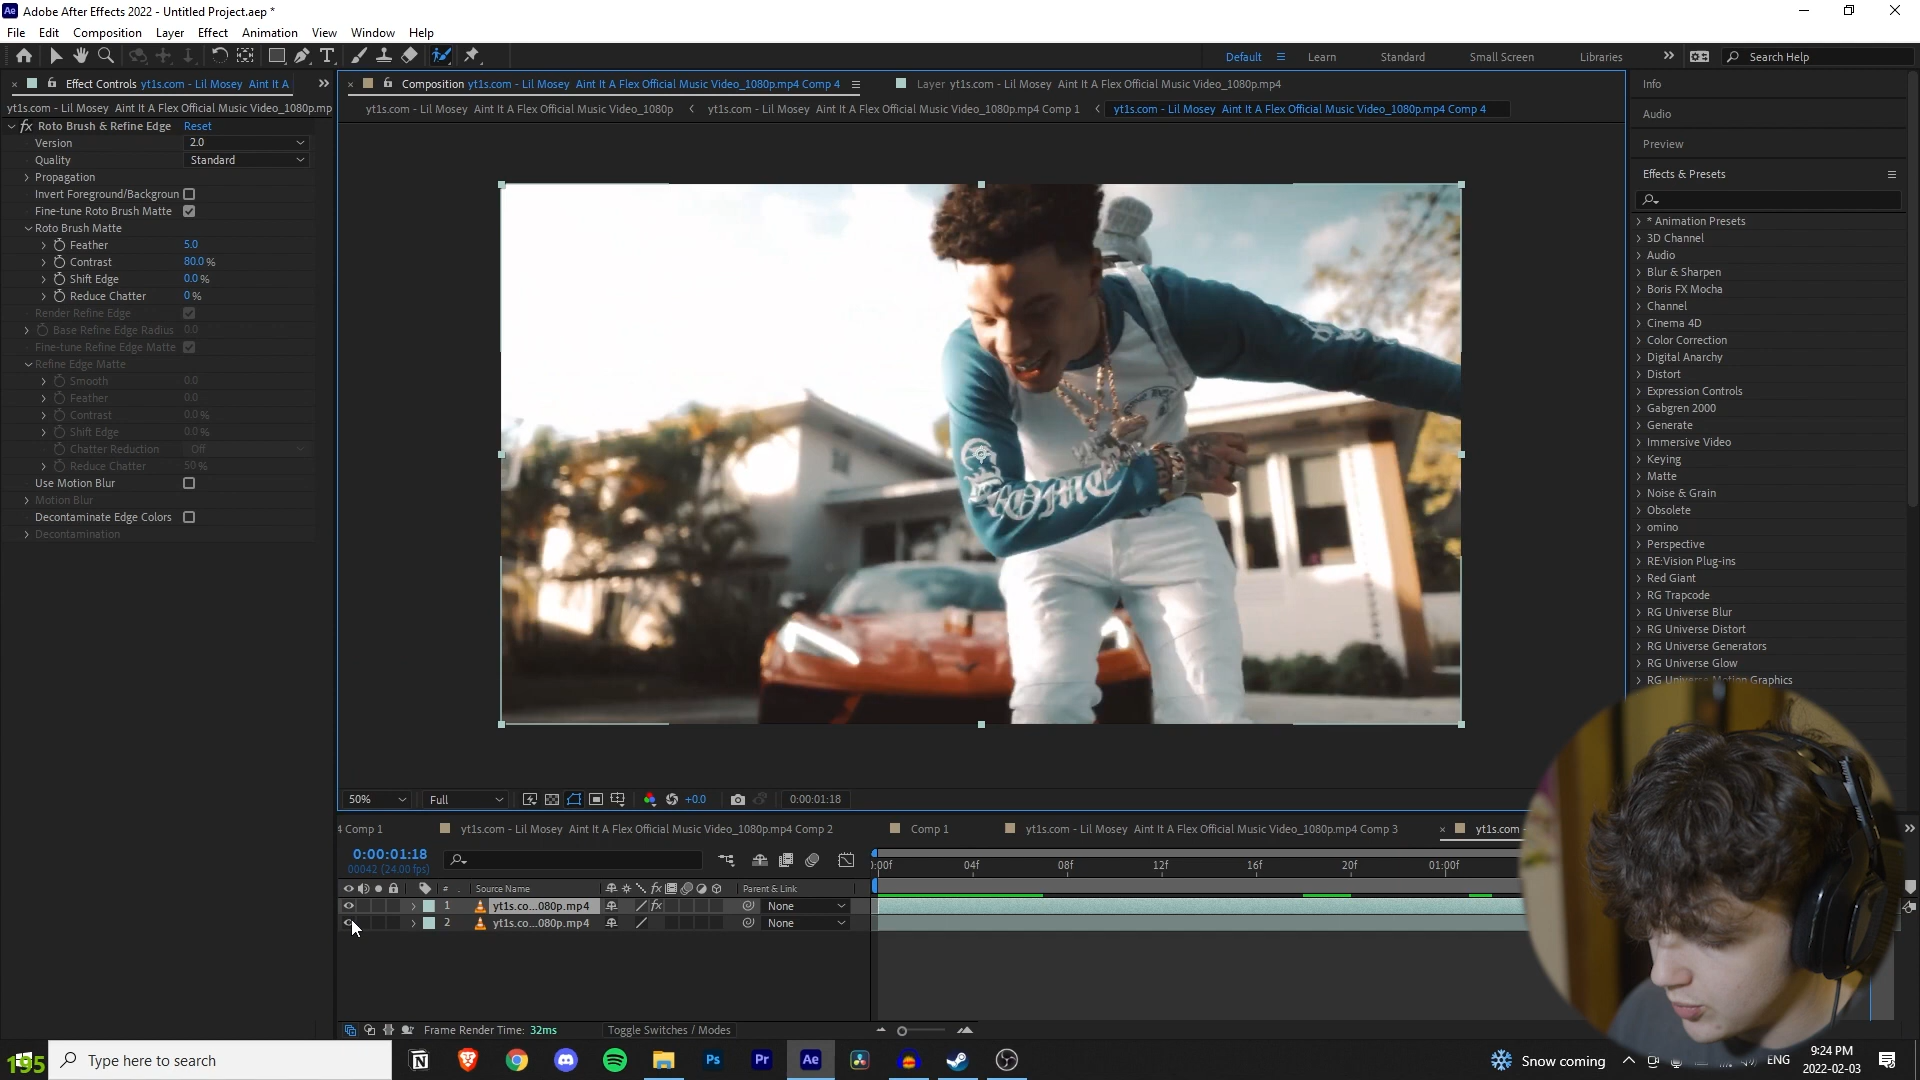 Adobe After Effects 2022 - Untitled Project.aep *
File Edit Composition Layer Effect Animation View Window Help
Default Learn Standard Small Screen Libraries Search Help
Effect Controls yt1s.com - Lil Mosey Aint It A
yt1s.com - Lil Mosey Aint It A Flex Official Music Video_1080p.mp
Roto Brush & Refine Edge Reset
Version 2.0
Quality Standard
Propagation
Invert Foreground/Backgroun
Fine-tune Roto Brush Matte
Roto Brush Matte
Feather 5.0
Contrast 80.0 %
Shift Edge 0.0 %
Reduce Chatter 0 %
Render Refine Edge
Base Refine Edge Radius 0.0
Fine-tune Refine Edge Matte
Refine Edge Matte
Smooth 0.0
Feather 0.0
Contrast 0.0 %
Shift Edge 0.0 %
Chatter Reduction Off
Reduce Chatter 50 %
Use Motion Blur
Motion Blur
Decontaminate Edge Colors
Decontamination
Composition yt1s.com - Lil Mosey Aint It A Flex Official Music Video_1080p.mp4 Comp 4
Layer yt1s.com - Lil Mosey Aint It A Flex Official Music Video_1080p.mp4
yt1s.com - Lil Mosey Aint It A Flex Official Music Video_1080p
yt1s.com - Lil Mosey Aint It A Flex Official Music Video_1080p.mp4 Comp 1
yt1s.com - Lil Mosey Aint It A Flex Official Music Video_1080p.mp4 Comp 4
50% Full +0.0 0:00:01:18
Info
Audio
Preview
Effects & Presets
* Animation Presets
3D Channel
Audio
Blur & Sharpen
Boris FX Mocha
Channel
Cinema 4D
Color Correction
Digital Anarchy
Distort
Expression Controls
Gabgren 2000
Generate
Immersive Video
Keying
Matte
Noise & Grain
Obsolete
omino
Perspective
RE:Vision Plug-ins
Red Giant
RG Trapcode
RG Universe Blur
RG Universe Distort
RG Universe Generators
RG Universe Glow
RG Universe Motion Graphics
4 Comp 1
yt1s.com - Lil Mosey Aint It A Flex Official Music Video_1080p.mp4 Comp 2
Comp 1
yt1s.com - Lil Mosey Aint It A Flex Official Music Video_1080p.mp4 Comp 3
yt1s.com -
0:00:01:18
00042 (24.00 fps)
:00f 04f 08f 12f 16f 20f 01:00f
# . Source Name fx Parent & Link
1 yt1s.co...080p.mp4 fx None
2 yt1s.co...080p.mp4 None
Frame Render Time: 32ms Toggle Switches / Modes
195
Type here to search
Ps Pr Ae
Snow coming ENG
9:24 PM
2022-02-03